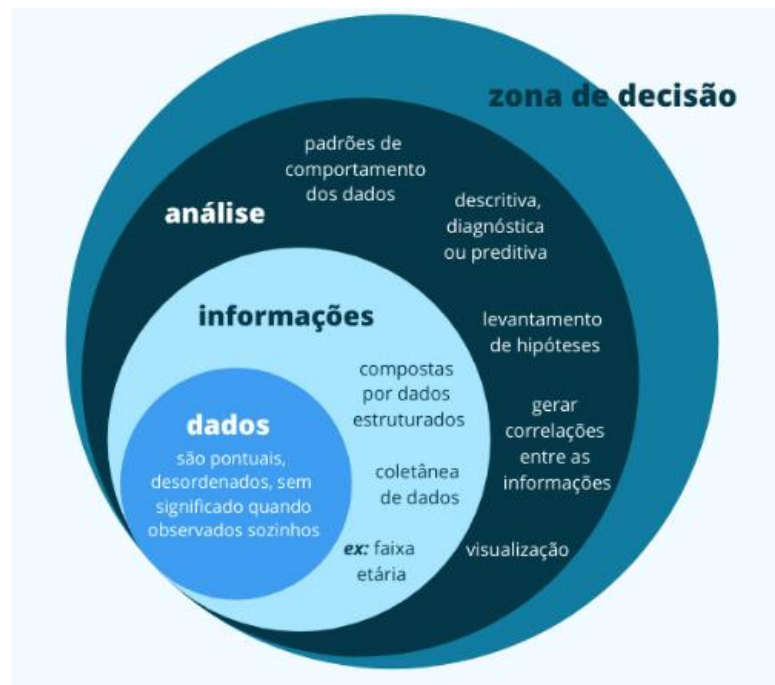 zona de decisão
padrões de
comportamento
dos dados
análise
descritiva,
diagnóstica
ou preditiva
informações
levantamento
de hipóteses
compostas
por dados
estruturados
gerar
correlações
entre as
informações
dados
são pontuais,
desordenados, sem
significado quando
observados sozinhos
coletânea
de dados
ex: faixa
etária
visualização